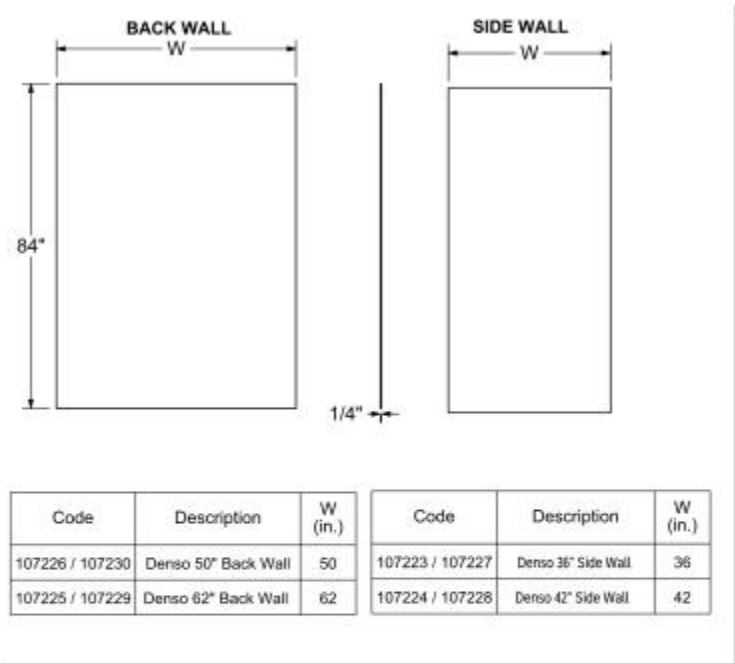 BACK WALL
W
SIDE WALL
W
84"
1/4"
Code Description W (in.)
107226 / 107230 Denso 50" Back Wall 50
107225 / 107229 Denso 62" Back Wall 62
Code Description W (in.)
107223 / 107227 Denso 36" Side Wall 36
107224 / 107228 Denso 42" Side Wall 42